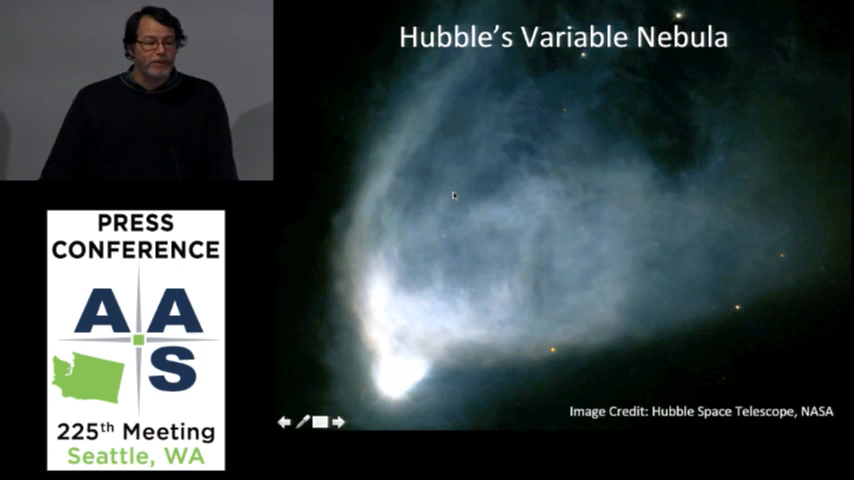 Hubble's Variable Nebula
PRESS
CONFERENCE
A A
S
225th Meeting
Seattle, WA
Image Credit: Hubble Space Telescope, NASA